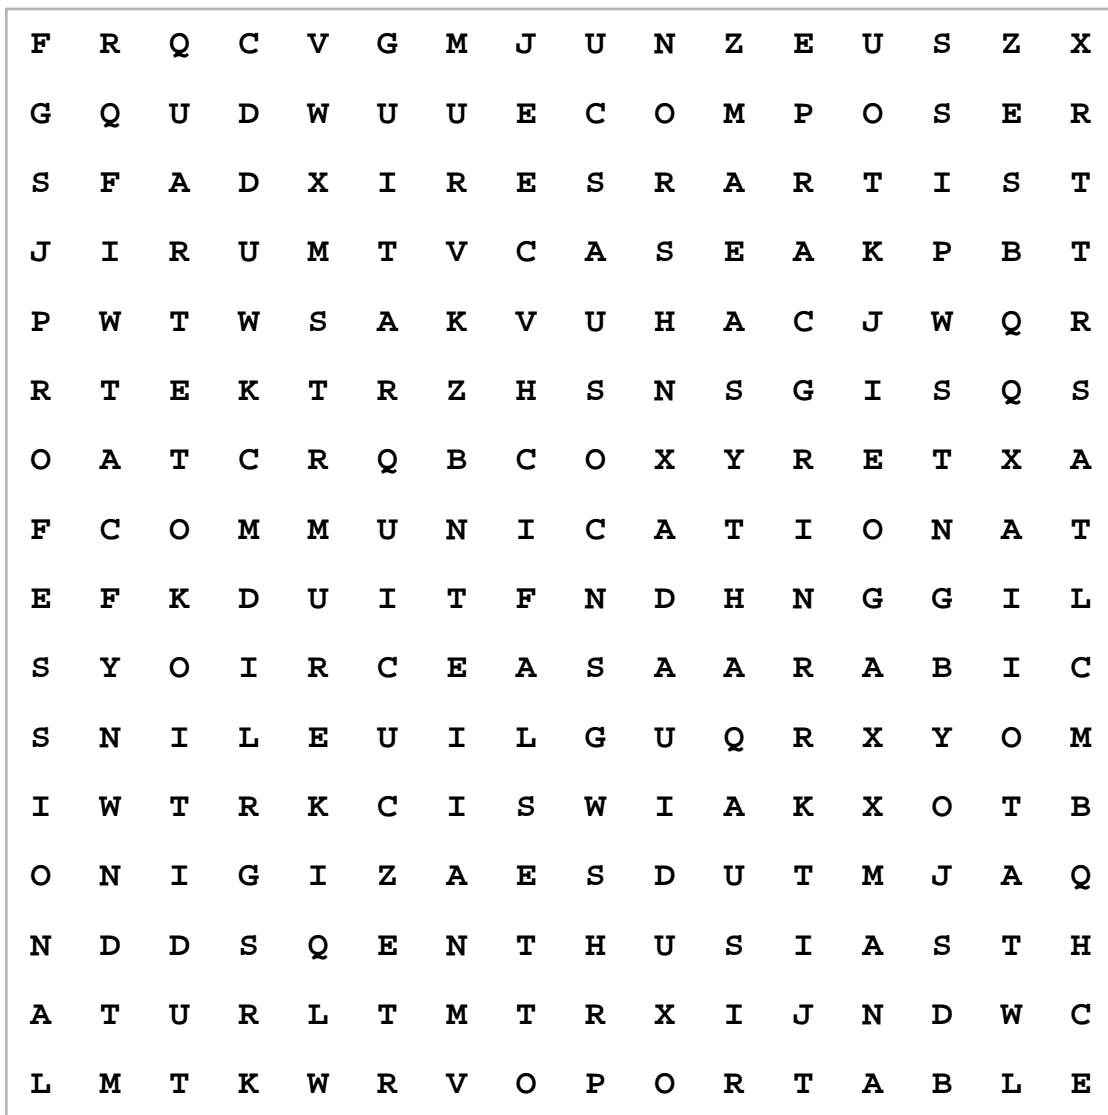 F R Q C V G M J U N Z E U S Z X
G Q U D W U U E C O M P O S E R
S F A D X I R E S R A R T I S T
J I R U M T V C A S E A K P B T
P W T W S A K V U H A C J W Q R
R T E K T R Z H S N S G I S Q S
O A T C R Q B C O X Y R E T X A
F C O M M U N I C A T I O N A T
E F K D U I T F N D H N G G I L
S Y O I R C E A S A A R A B I C
S N I L E U I L G U Q R X Y O M
I W T R K C I S W I A K X O T B
O N I G I Z A E S D U T M J A Q
N D D S Q E N T H U S I A S T H
A T U R L T M T R X I J N D W C
L M T K W R V O P O R T A B L E